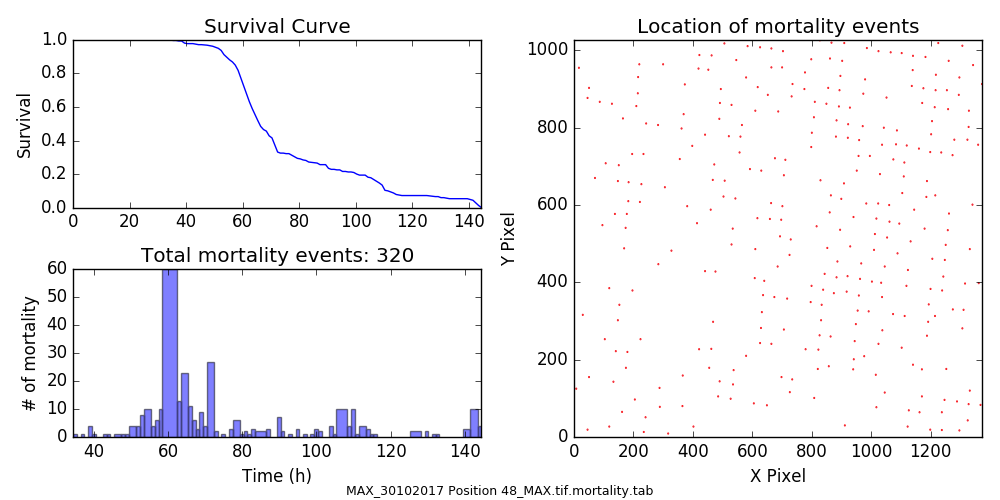 Survival Curve
1.0
0.8
0.6
0.4
0.2
0.0
Survival
0 20 40 60 80 100 120 140
Total mortality events: 320
60
50
40
30
20
10
0
# of mortality
40 60 80 100 120 140
Time (h)
Location of mortality events
1000
800
600
400
200
0
Y Pixel
0 200 400 600 800 1000 1200
X Pixel
MAX_30102017 Position 48_MAX.tif.mortality.tab